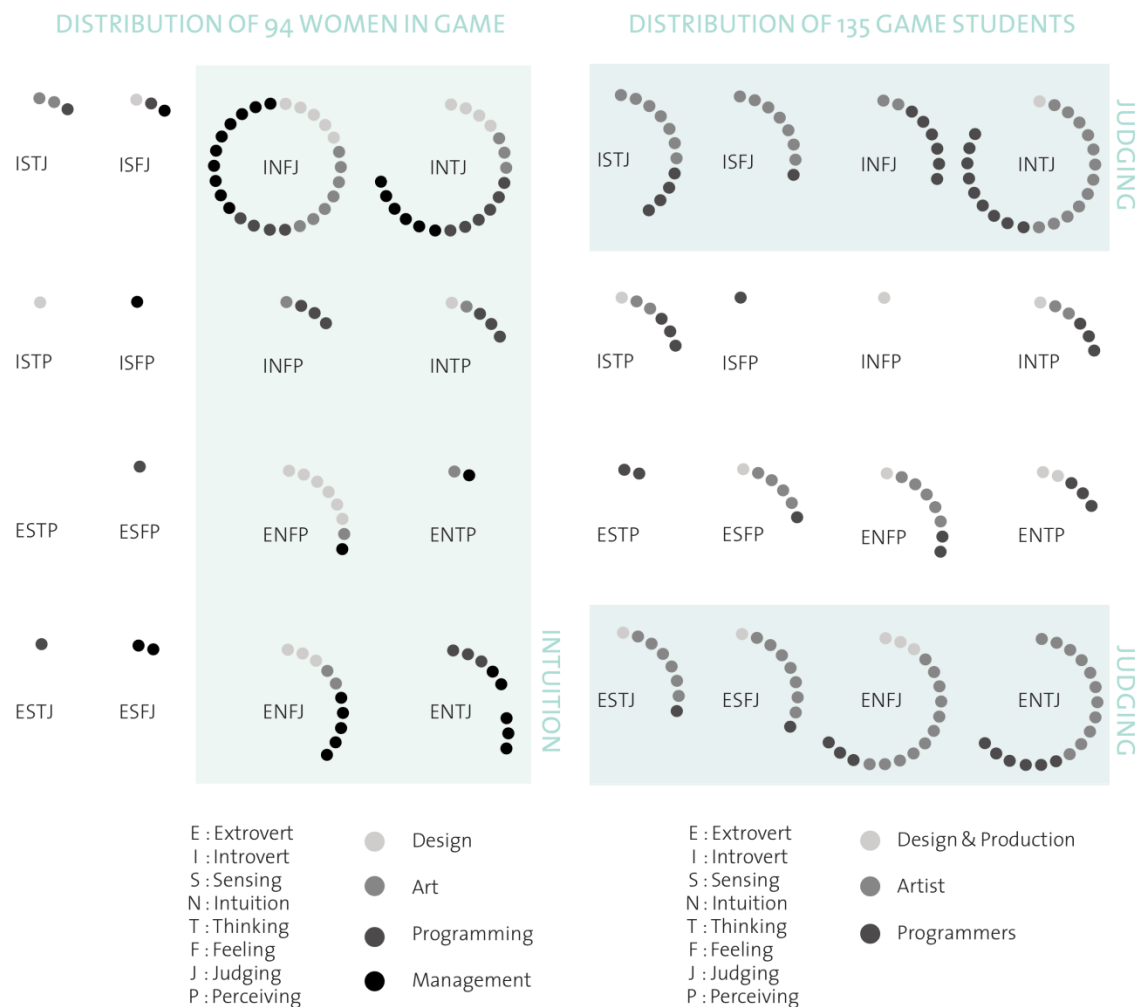 DISTRIBUTION OF 94 WOMEN IN GAME
ISTJ
ISFJ
INFJ
INTJ
ISTP
ISFP
INFP
INTP
ESTP
ESFP
ENFP
ENTP
ESTJ
ESFJ
ENFJ
ENTJ
INTUITION
E : Extrovert
I : Introvert
S : Sensing
N : Intuition
T : Thinking
F : Feeling
J : Judging
P : Perceiving
Design
Art
Programming
Management
DISTRIBUTION OF 135 GAME STUDENTS
ISTJ
ISFJ
INFJ
INTJ
JUDGING
ISTP
ISFP
INFP
INTP
ESTP
ESFP
ENFP
ENTP
ESTJ
ESFJ
ENFJ
ENTJ
JUDGING
E : Extrovert
I : Introvert
S : Sensing
N : Intuition
T : Thinking
F : Feeling
J : Judging
P : Perceiving
Design & Production
Artist
Programmers